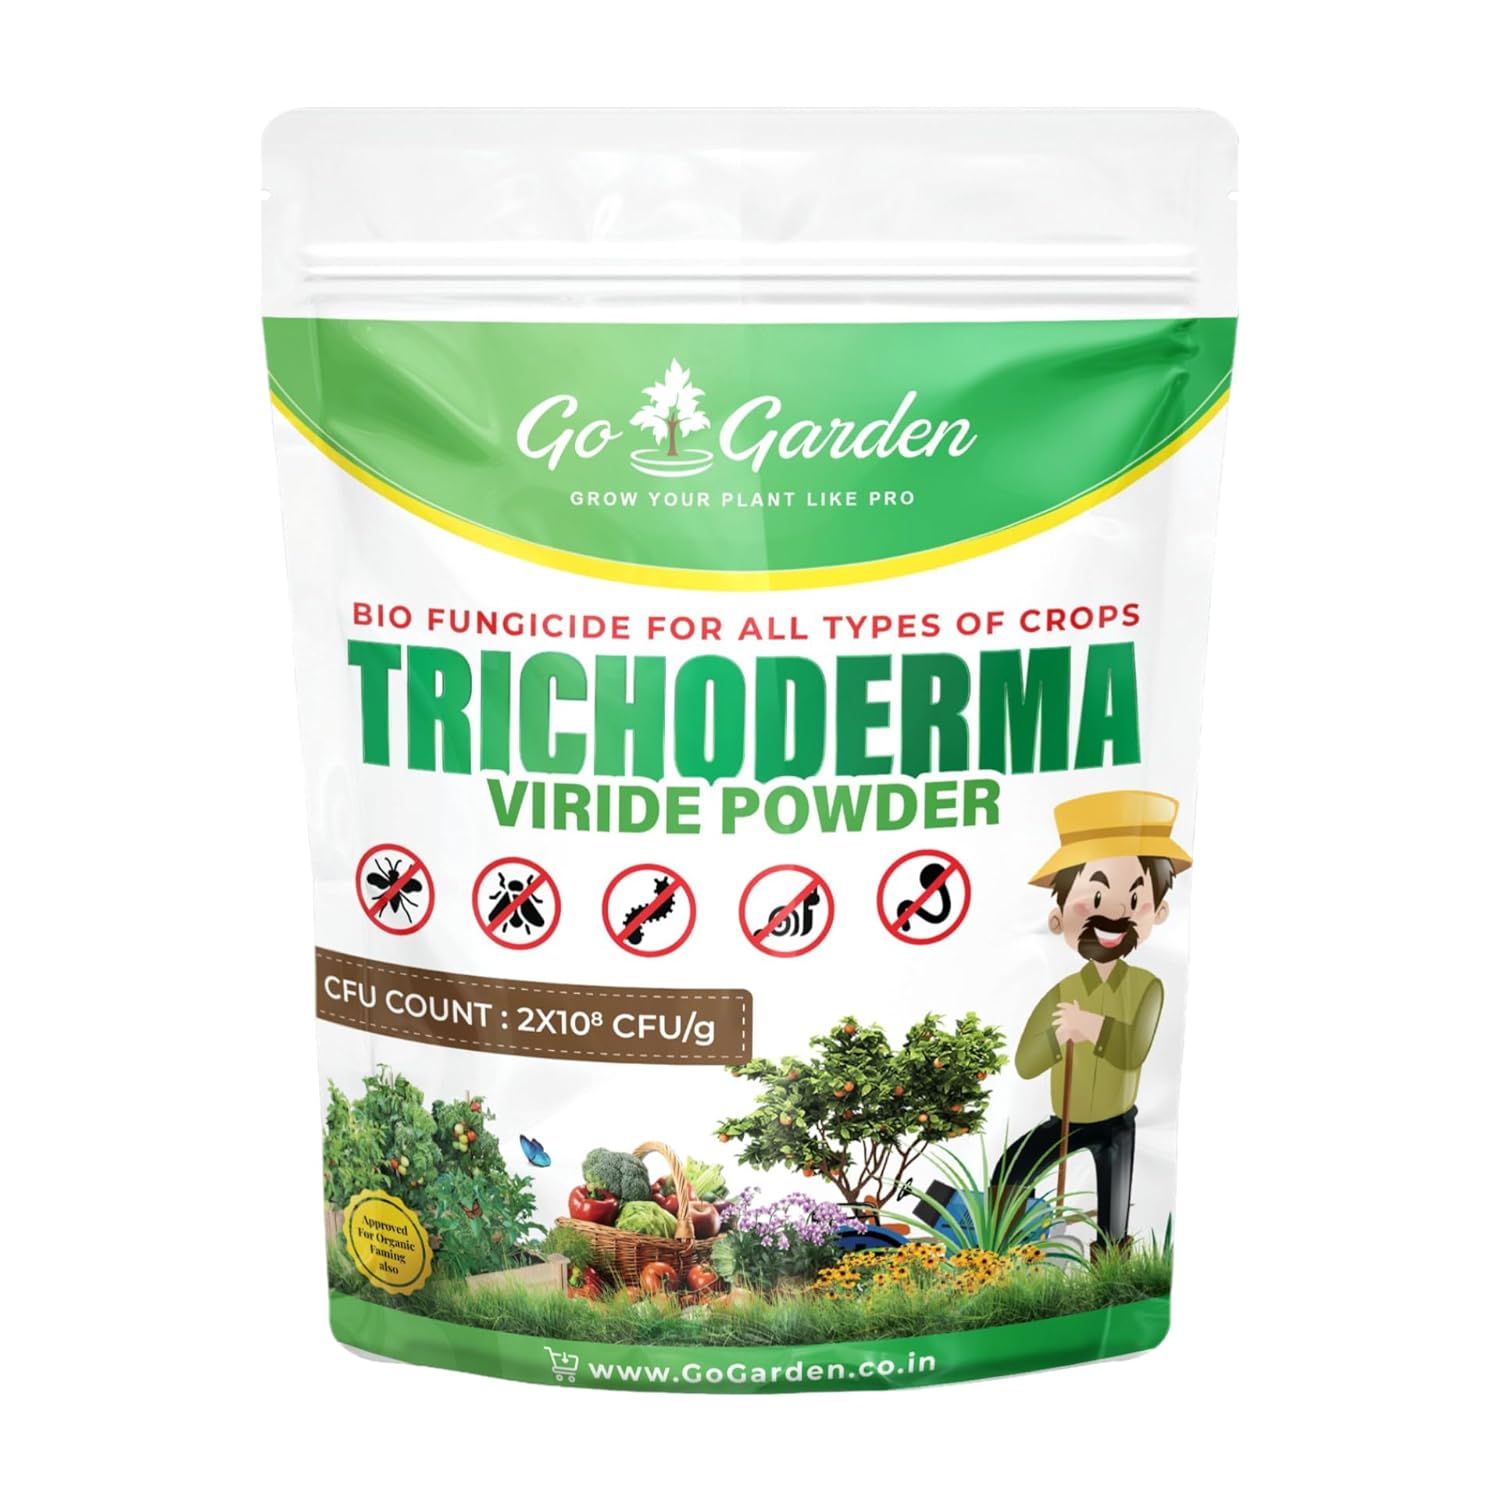 Go Garden
GROW YOUR PLANT LIKE PRO
BIO FUNGICIDE FOR ALL TYPES OF CROPS
TRICHODERMA
VIRIDE POWDER
CFU COUNT : 2X10⁸ CFU/g
Approved
For Organic
Faming
also
www.GoGarden.co.in